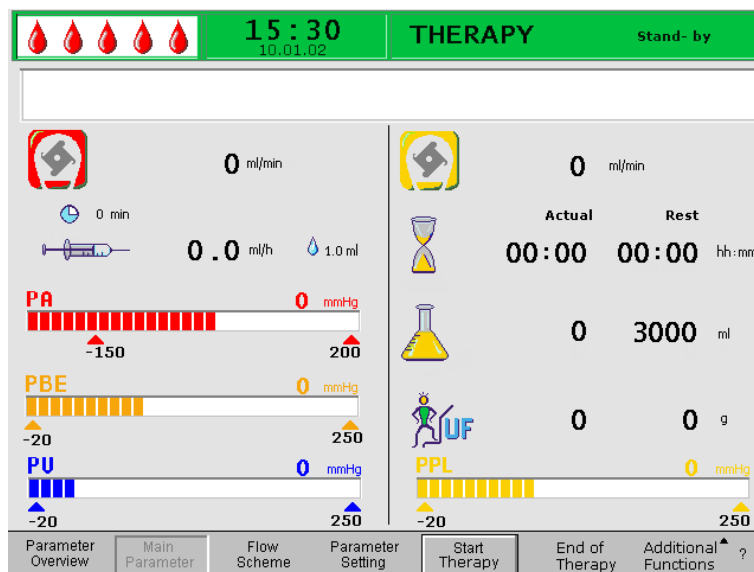 15:30
10.01.02
THERAPY
Stand- by
0 ml/min
0 min
0.0 ml/h 1.0 ml
PA 0 mmHg
-150 200
PBE 0 mmHg
-20 250
PV 0 mmHg
-20 250
0 ml/min
Actual Rest
00:00 00:00 hh:mm
0 3000 ml
UF 0 0 g
PPL 0 mmHg
-20 250
Parameter Overview
Main Parameter
Flow Scheme
Parameter Setting
Start Therapy
End of Therapy
Additional Functions
?